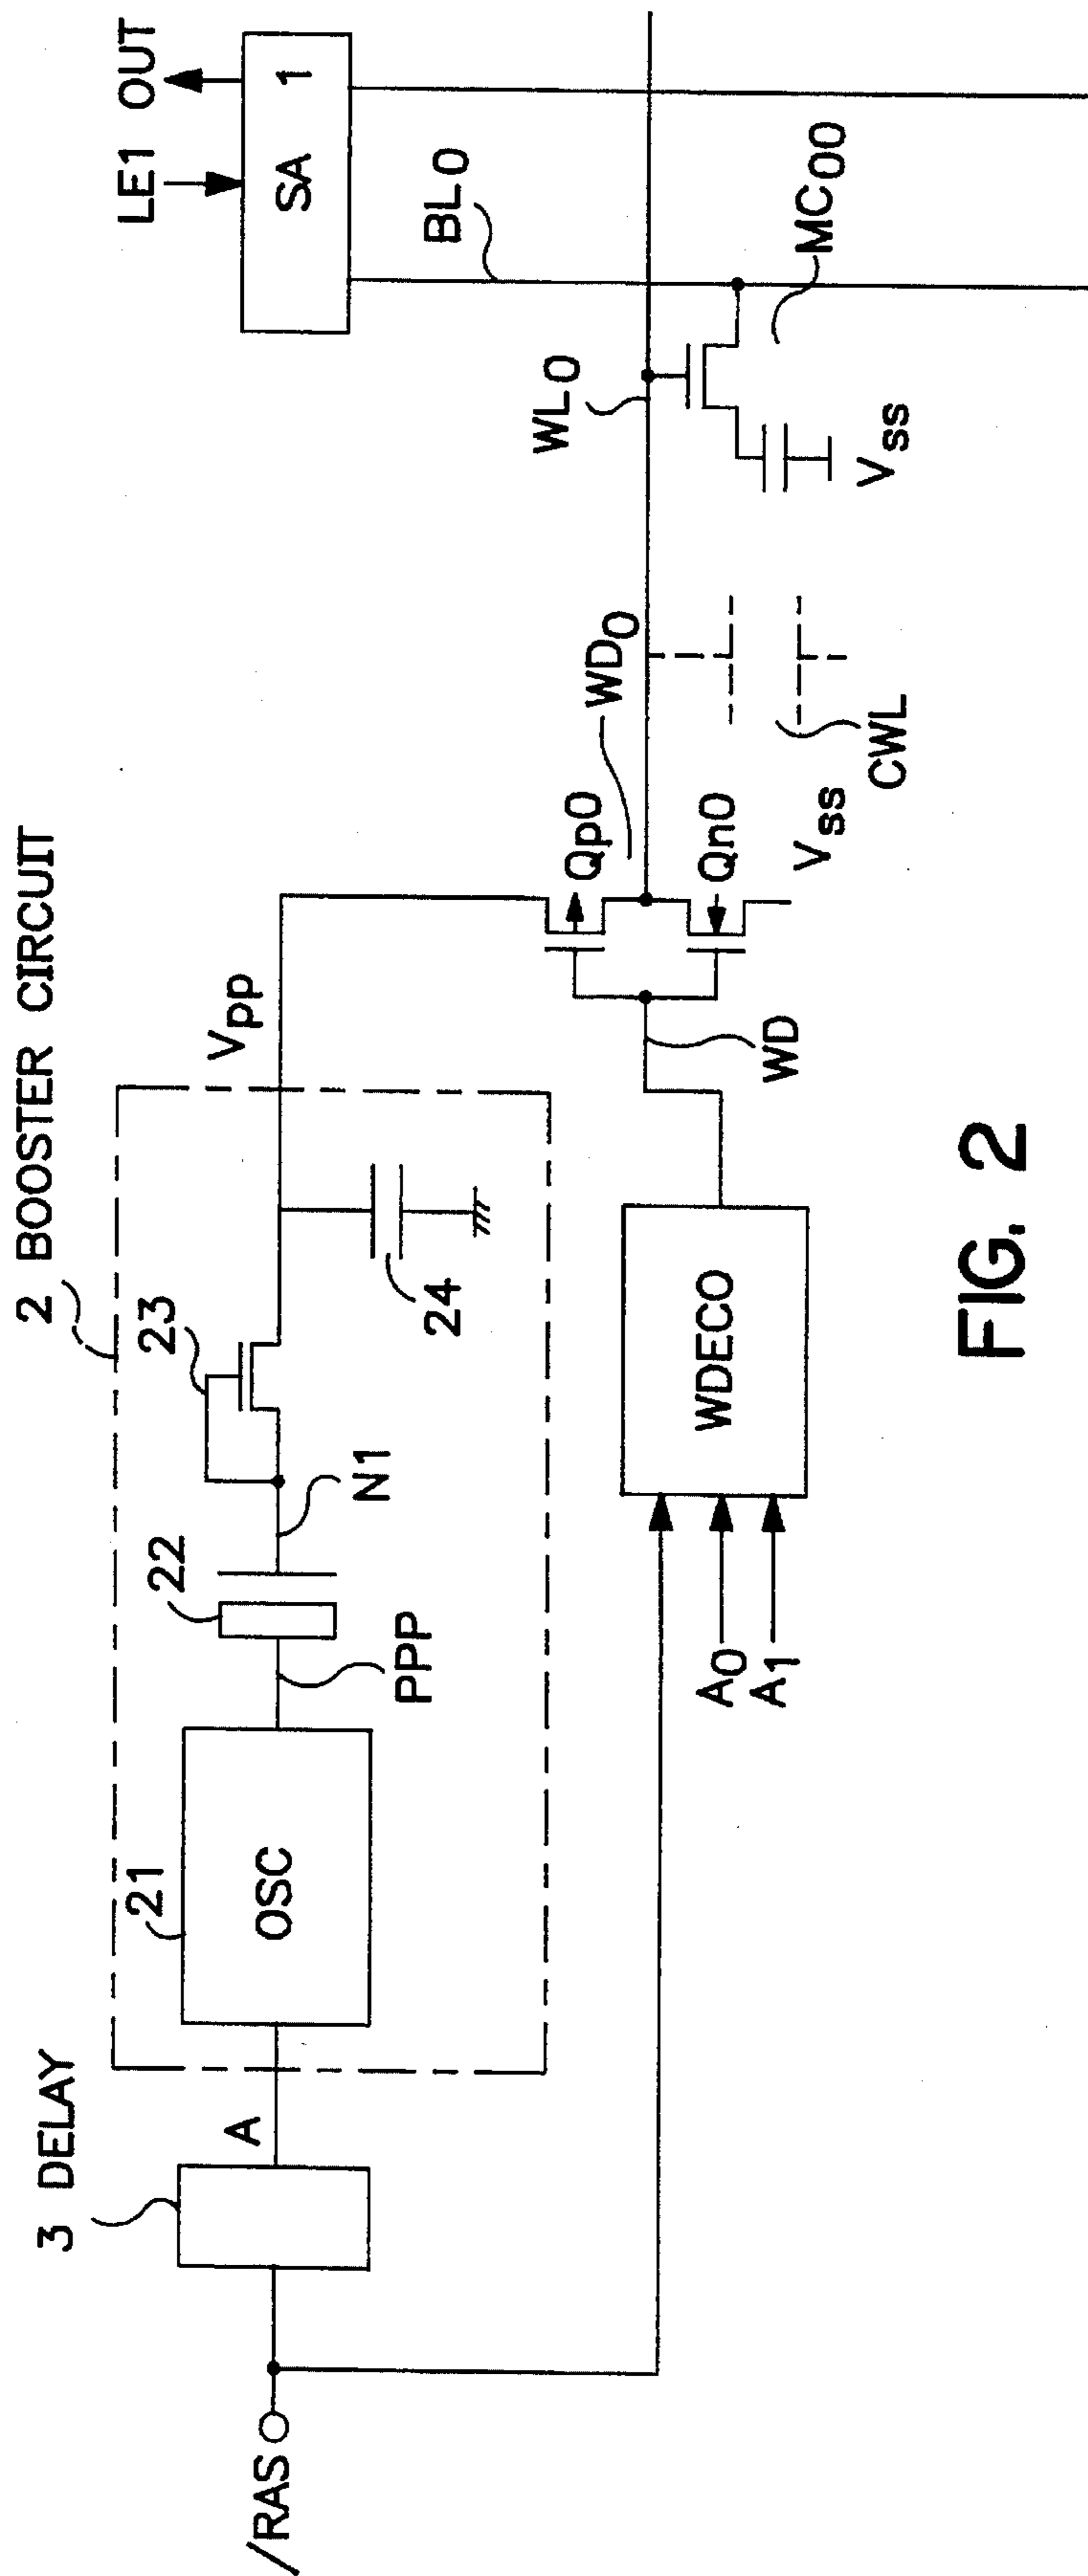 2 BOOSTER CIRCUIT
3 DELAY
/RAS
A
21
OSC
PPP
22
N1
23
24
Vpp
LE1 OUT
SA 1
BL0
WL0
MC00
Vss
WD0
Qp0
Qn0
Vss
CWL
WD
WDECO
A0
A1
FIG. 2